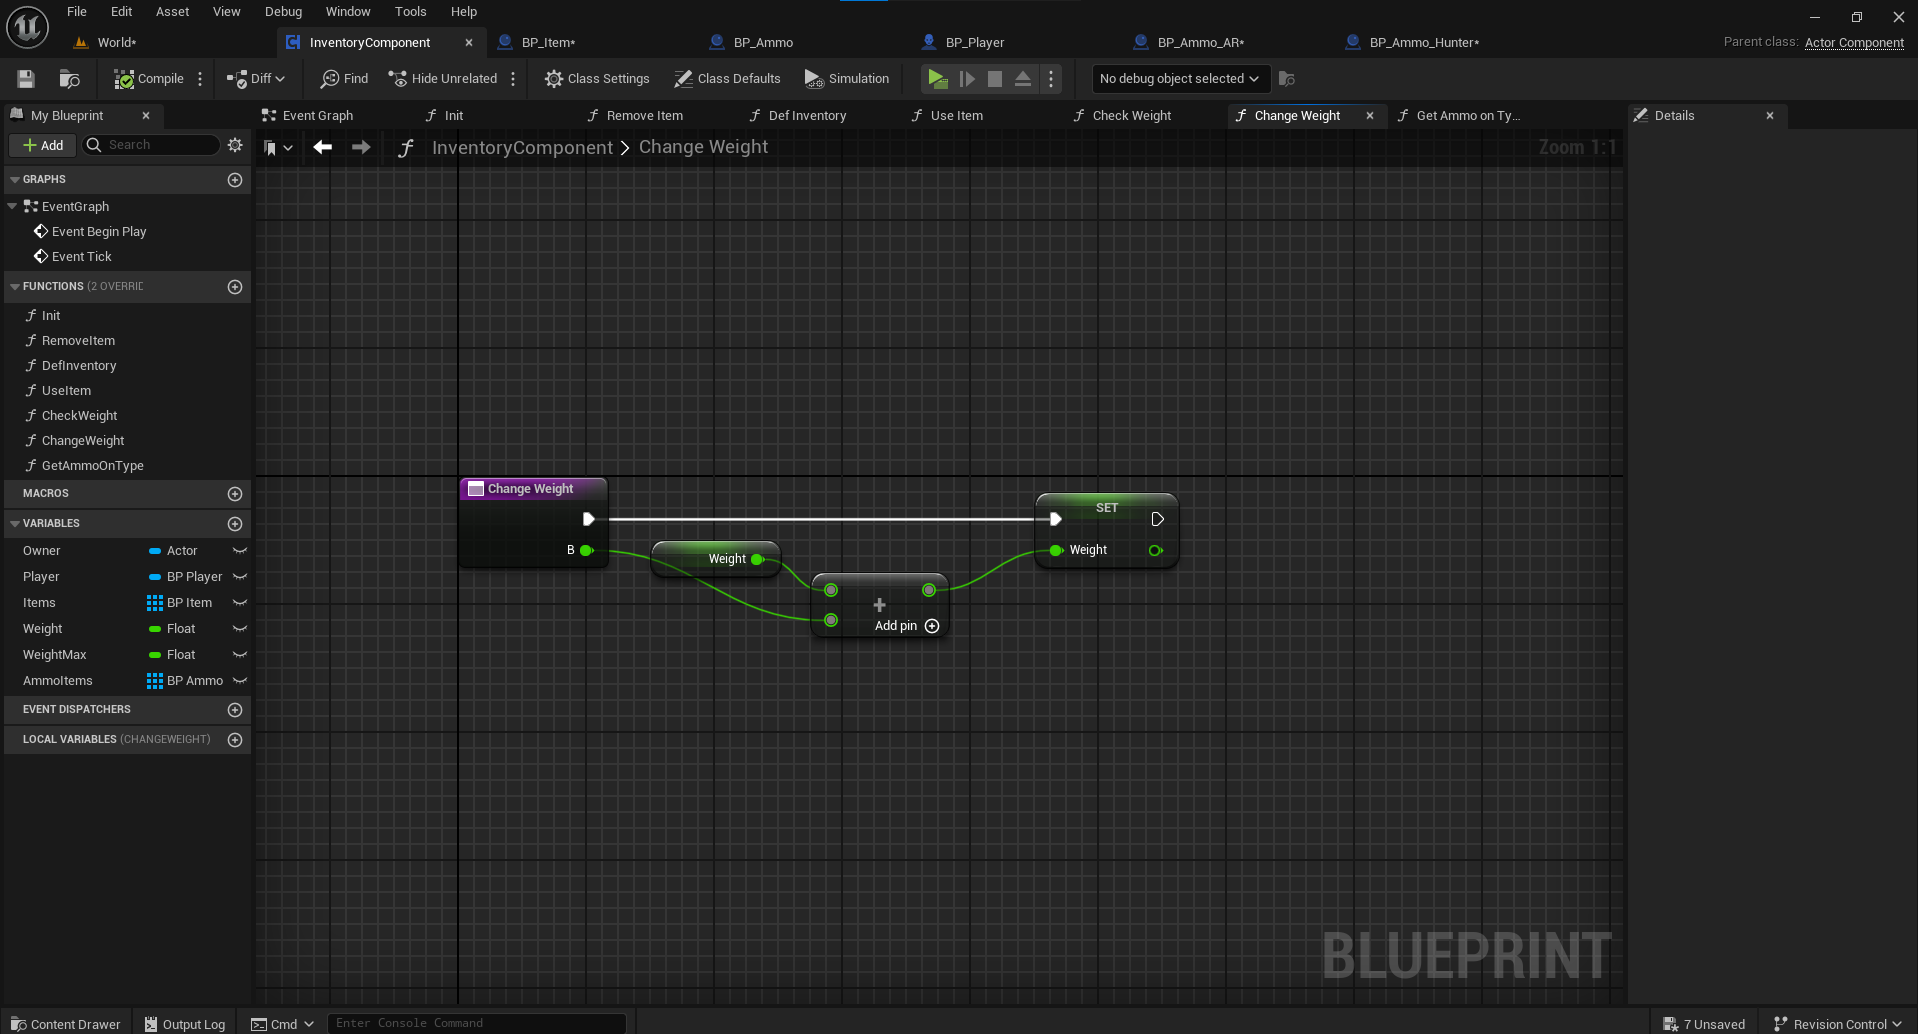 File Edit Asset View Debug Window Tools Help
World* InventoryComponent BP_Item* BP_Ammo BP_Player BP_Ammo_AR* BP_Ammo_Hunter* Parent class: Actor Component
Compile Diff Find Hide Unrelated Class Settings Class Defaults Simulation No debug object selected
My Blueprint Event Graph Init Remove Item Def Inventory Use Item Check Weight Change Weight Get Ammo on Ty... Details
Add Search InventoryComponent > Change Weight Zoom 1:1
GRAPHS
EventGraph
Event Begin Play
Event Tick
FUNCTIONS (2 OVERRID
Init
RemoveItem
DefInventory
UseItem
CheckWeight
ChangeWeight
GetAmmoOnType
MACROS
VARIABLES
Owner Actor
Player BP Player
Items BP Item
Weight Float
WeightMax Float
AmmoItems BP Ammo
EVENT DISPATCHERS
LOCAL VARIABLES (CHANGEWEIGHT)
Change Weight
B
Weight
Add pin
SET
Weight
BLUEPRINT
Content Drawer Output Log Cmd Enter Console Command 7 Unsaved Revision Control